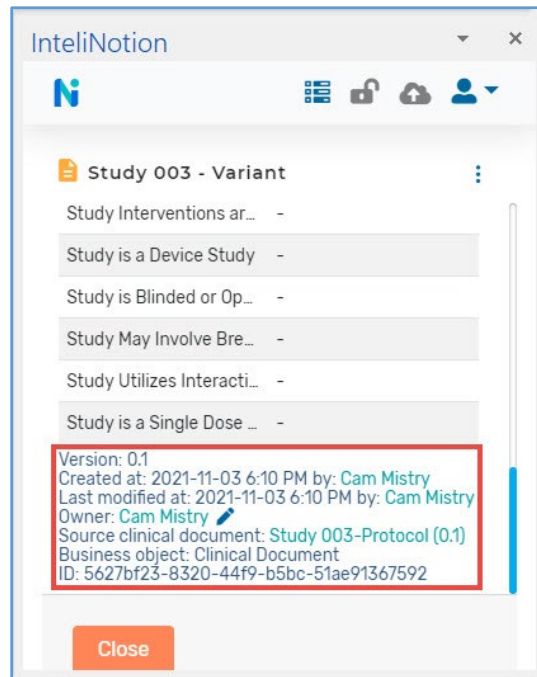 InteliNotion
Study 003 - Variant
Study Interventions ar... -
Study is a Device Study -
Study is Blinded or Op... -
Study May Involve Bre... -
Study Utilizes Interacti... -
Study is a Single Dose ... -
Version: 0.1
Created at: 2021-11-03 6:10 PM by: Cam Mistry
Last modified at: 2021-11-03 6:10 PM by: Cam Mistry
Owner: Cam Mistry
Source clinical document: Study 003-Protocol (0.1)
Business object: Clinical Document
ID: 5627bf23-8320-44f9-b5bc-51ae91367592
Close